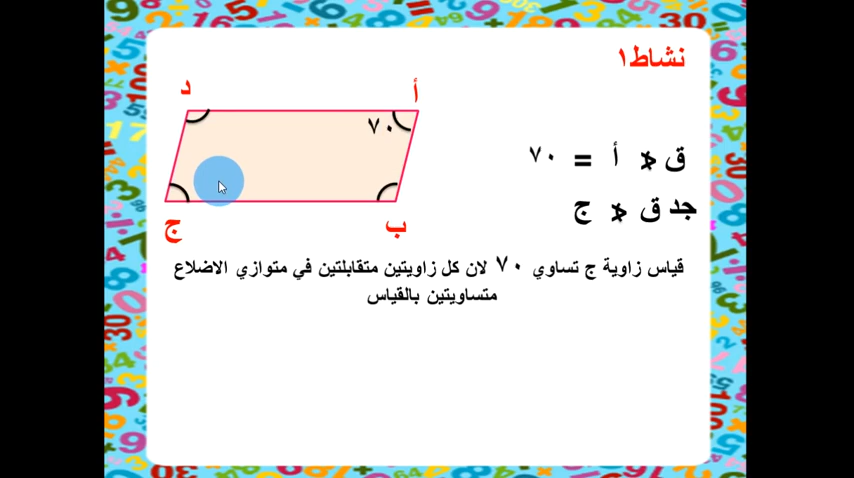 نشاط١
د أ
٧٠
ق ∢ أ = ٧٠
جد ق ∢ ج
ج ب
قياس زاوية ج تساوي ٧٠ لان كل زاويتين متقابلتين في متوازي الاضلاع
متساويتين بالقياس